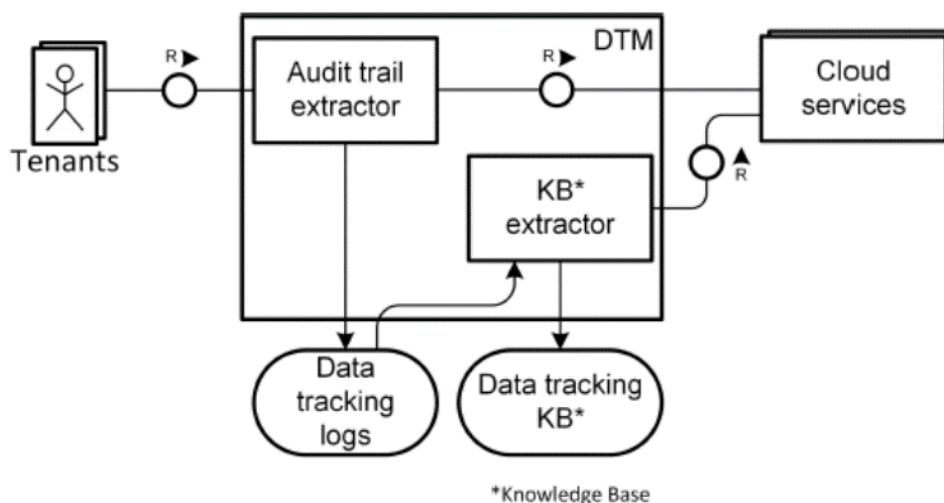 DTM
R
Audit trail
extractor
R
Cloud
services
Tenants
KB*
extractor
R
Data
tracking
logs
Data tracking
KB*
*Knowledge Base